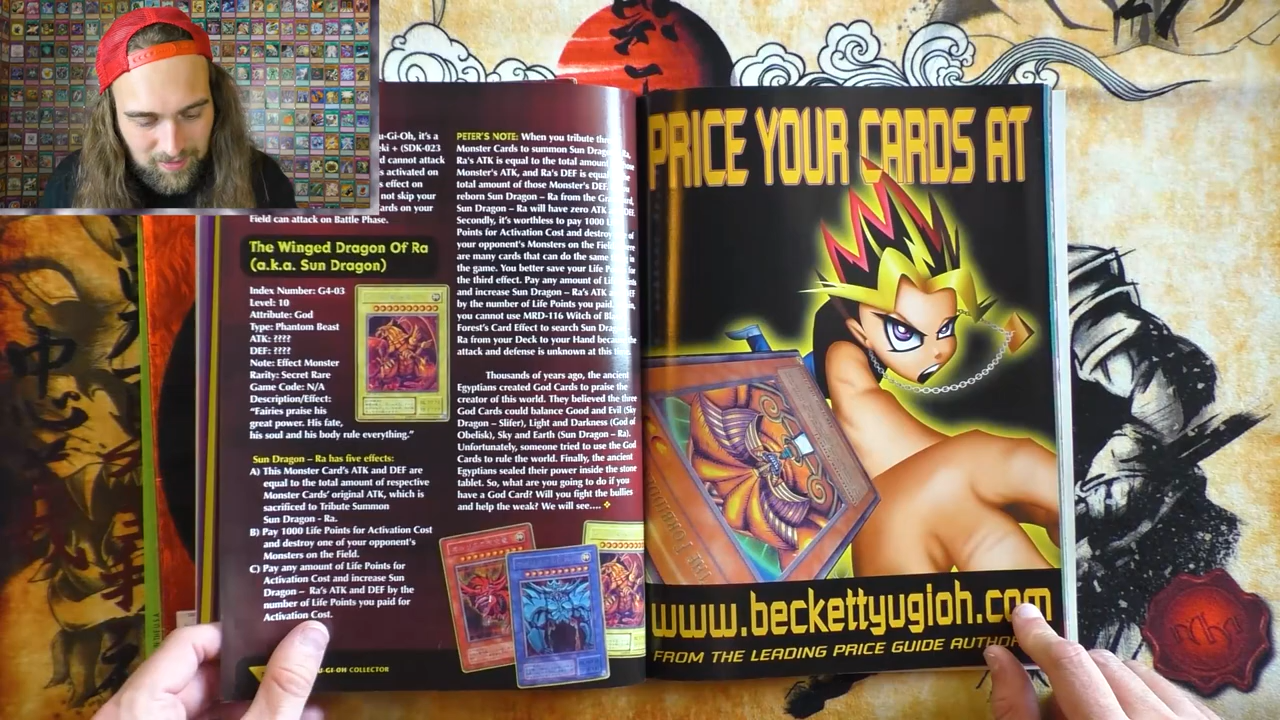 u-Gi-Oh, it's a
eki + (SDK-023
d cannot attack
s activated on
s effect on
not skip your
ards on your
Field can attack on Battle Phase.
The Winged Dragon Of Ra
(a.k.a. Sun Dragon)
Index Number: G4-03
Level: 10
Attribute: God
Type: Phantom Beast
ATK: ????
DEF: ????
Note: Effect Monster
Rarity: Secret Rare
Game Code: N/A
Description/Effect:
“Fairies praise his
great power. His fate,
his soul and his body rule everything.”
Sun Dragon – Ra has five effects:
A) This Monster Card's ATK and DEF are
equal to the total amount of respective
Monster Cards' original ATK, which is
sacrificed to Tribute Summon
Sun Dragon - Ra.
B) Pay 1000 Life Points for Activation Cost
and destroy one of your opponent's
Monsters on the Field.
C) Pay any amount of Life Points for
Activation Cost and increase Sun
Dragon – Ra's ATK and DEF by the
number of Life Points you paid for
Activation Cost.
U-GI-OH COLLECTOR
PETER'S NOTE: When you tribute
Monster Cards to summon Sun
Ra's ATK is equal to the total
Monster's ATK, and Ra's DEF is
total amount of those Monster's DEF.
reborn Sun Dragon – Ra from the
Sun Dragon – Ra will have zero ATK
Secondly, it's worthless to pay 1000
Points for Activation Cost and destroy of
your opponent's Monsters on the
are many cards that can do the same
the game. You better save your Life for
the third effect. Pay any amount of
and increase Sun Dragon – Ra's
by the number of Life Points you
you cannot use MRD-116 Witch of
Forest's Card Effect to search Sun
Ra from your Deck to your Hand
attack and defense is unknown at this
Thousands of years ago, the ancient
Egyptians created God Cards to praise the
creator of this world. They believed the three
God Cards could balance Good and Evil (Sky
Dragon – Slifer), Light and Darkness (God of
Obelisk), Sky and Earth (Sun Dragon – Ra).
Unfortunately, someone tried to use the God
Cards to rule the world. Finally, the ancient
Egyptians sealed their power inside the stone
tablet. So, what are you going to do if you
have a God Card? Will you fight the bullies
and help the weak? We will see....
PRICE YOUR CARDS AT
www.beckettyugioh.com
FROM THE LEADING PRICE GUIDE